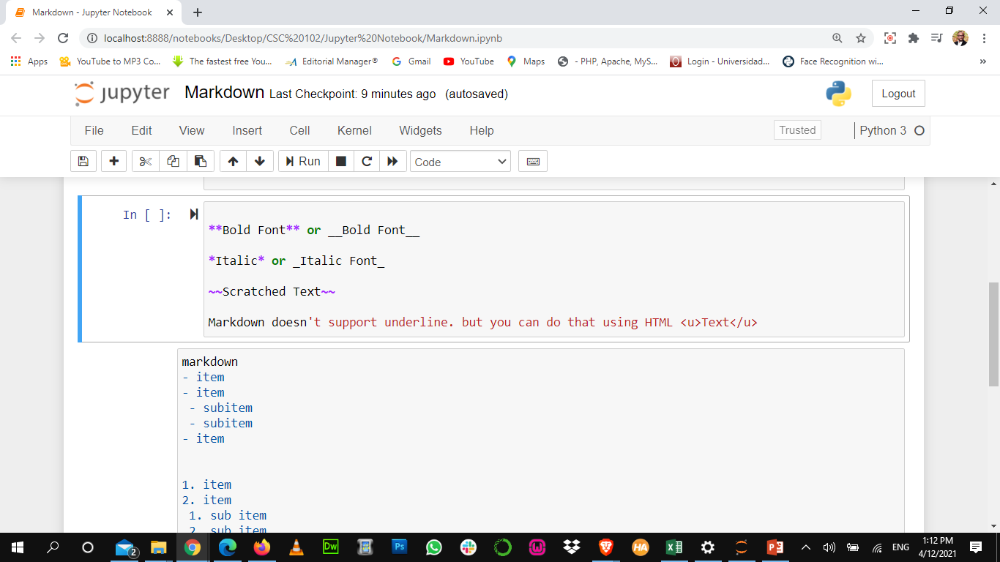 Markdown - Jupyter Notebook
localhost:8888/notebooks/Desktop/CSC%20102/Jupyter%20Notebook/Markdown.ipynb
Apps YouTube to MP3 Co... The fastest free You... Editorial Manager® Gmail YouTube Maps - PHP, Apache, MyS... Login - Universidad... Face Recognition wi... »
jupyter Markdown Last Checkpoint: 9 minutes ago (autosaved) Logout
File Edit View Insert Cell Kernel Widgets Help Trusted Python 3
Run Code
In [ ]:
**Bold Font** or __Bold Font__
*Italic* or _Italic Font_
~~Scratched Text~~
Markdown doesn't support underline. but you can do that using HTML <u>Text</u>
markdown
- item
- item
 - subitem
 - subitem
- item
1. item
2. item
 1. sub item
 2. sub item
2 Dw Ps HA ENG 1:12 PM
4/12/2021